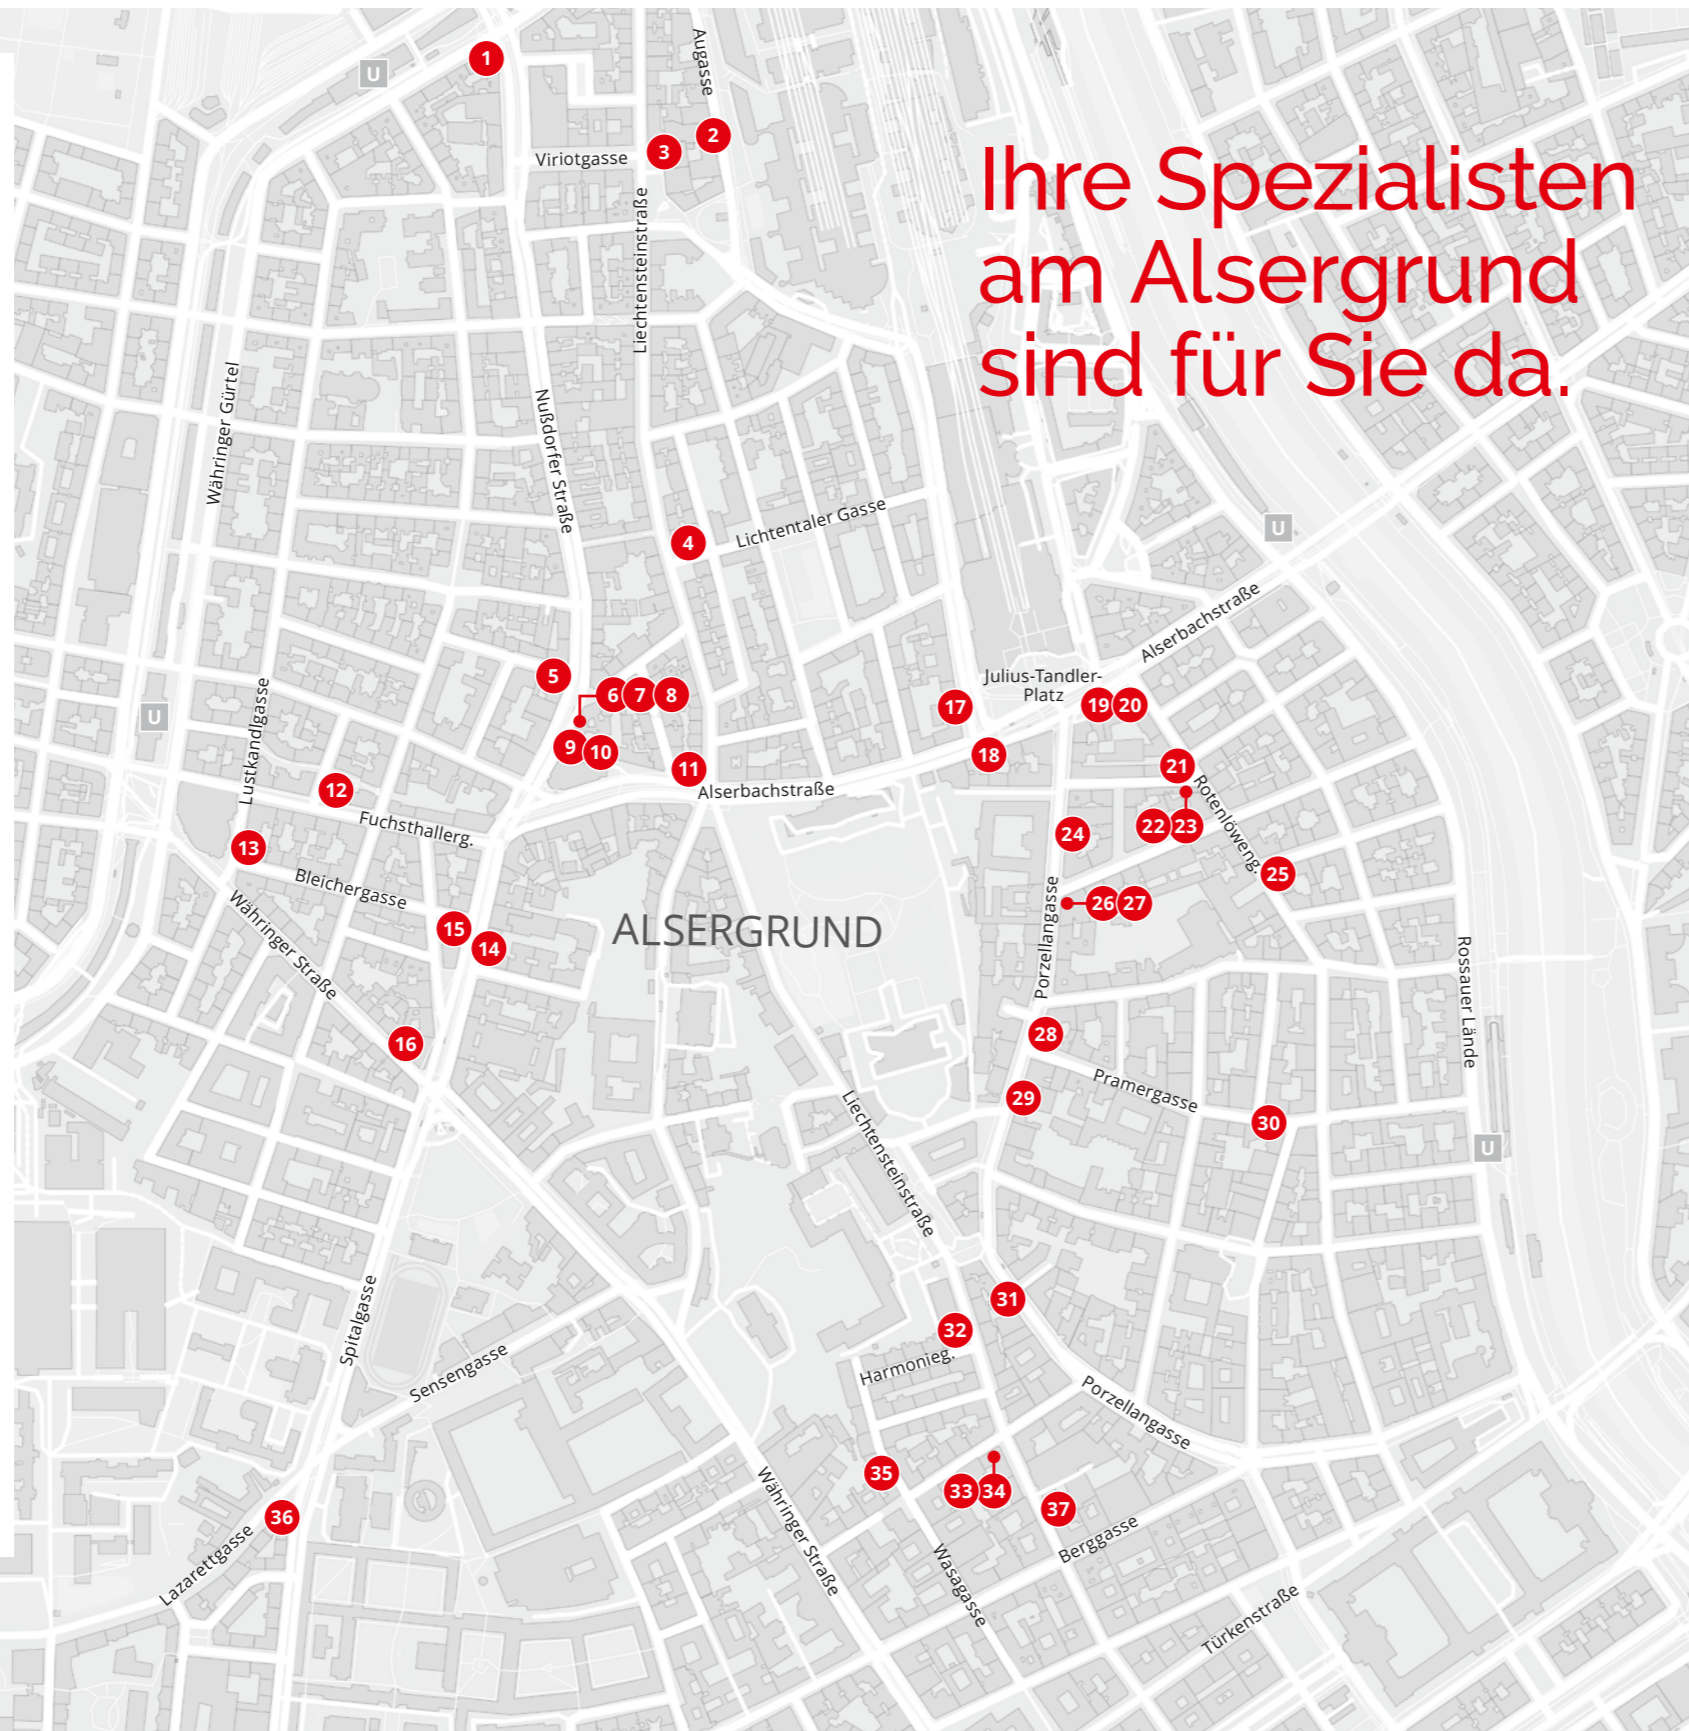 1
U
Augasse
2
3
Viriotgasse
Ihre Spezialisten
am Alsergrund
sind für Sie da.
Liechtensteinstraße
Währinger Gürtel
Nußdorfer Straße
4
Lichtentaler Gasse
U
Alserbachstraße
5
6 7 8
Julius-Tandler-
Platz
17
19 20
U
Lustkandlgasse
9 10
11
18
21
12
Alserbachstraße
Rotenlöweng.
Fuchsthallerg.
22 23
24
13
Bleichergasse
25
Währinger Straße
Porzellangasse
26 27
15
14
ALSERGRUND
Rossauer Lände
16
28
Pramergasse
29
30
Liechtensteinstraße
U
Spitalgasse
31
32
Harmonieg.
Sensengasse
Porzellangasse
35
33 34
37
36
Lazarettgasse
Währinger Straße
Berggasse
Wasagasse
Türkenstraße